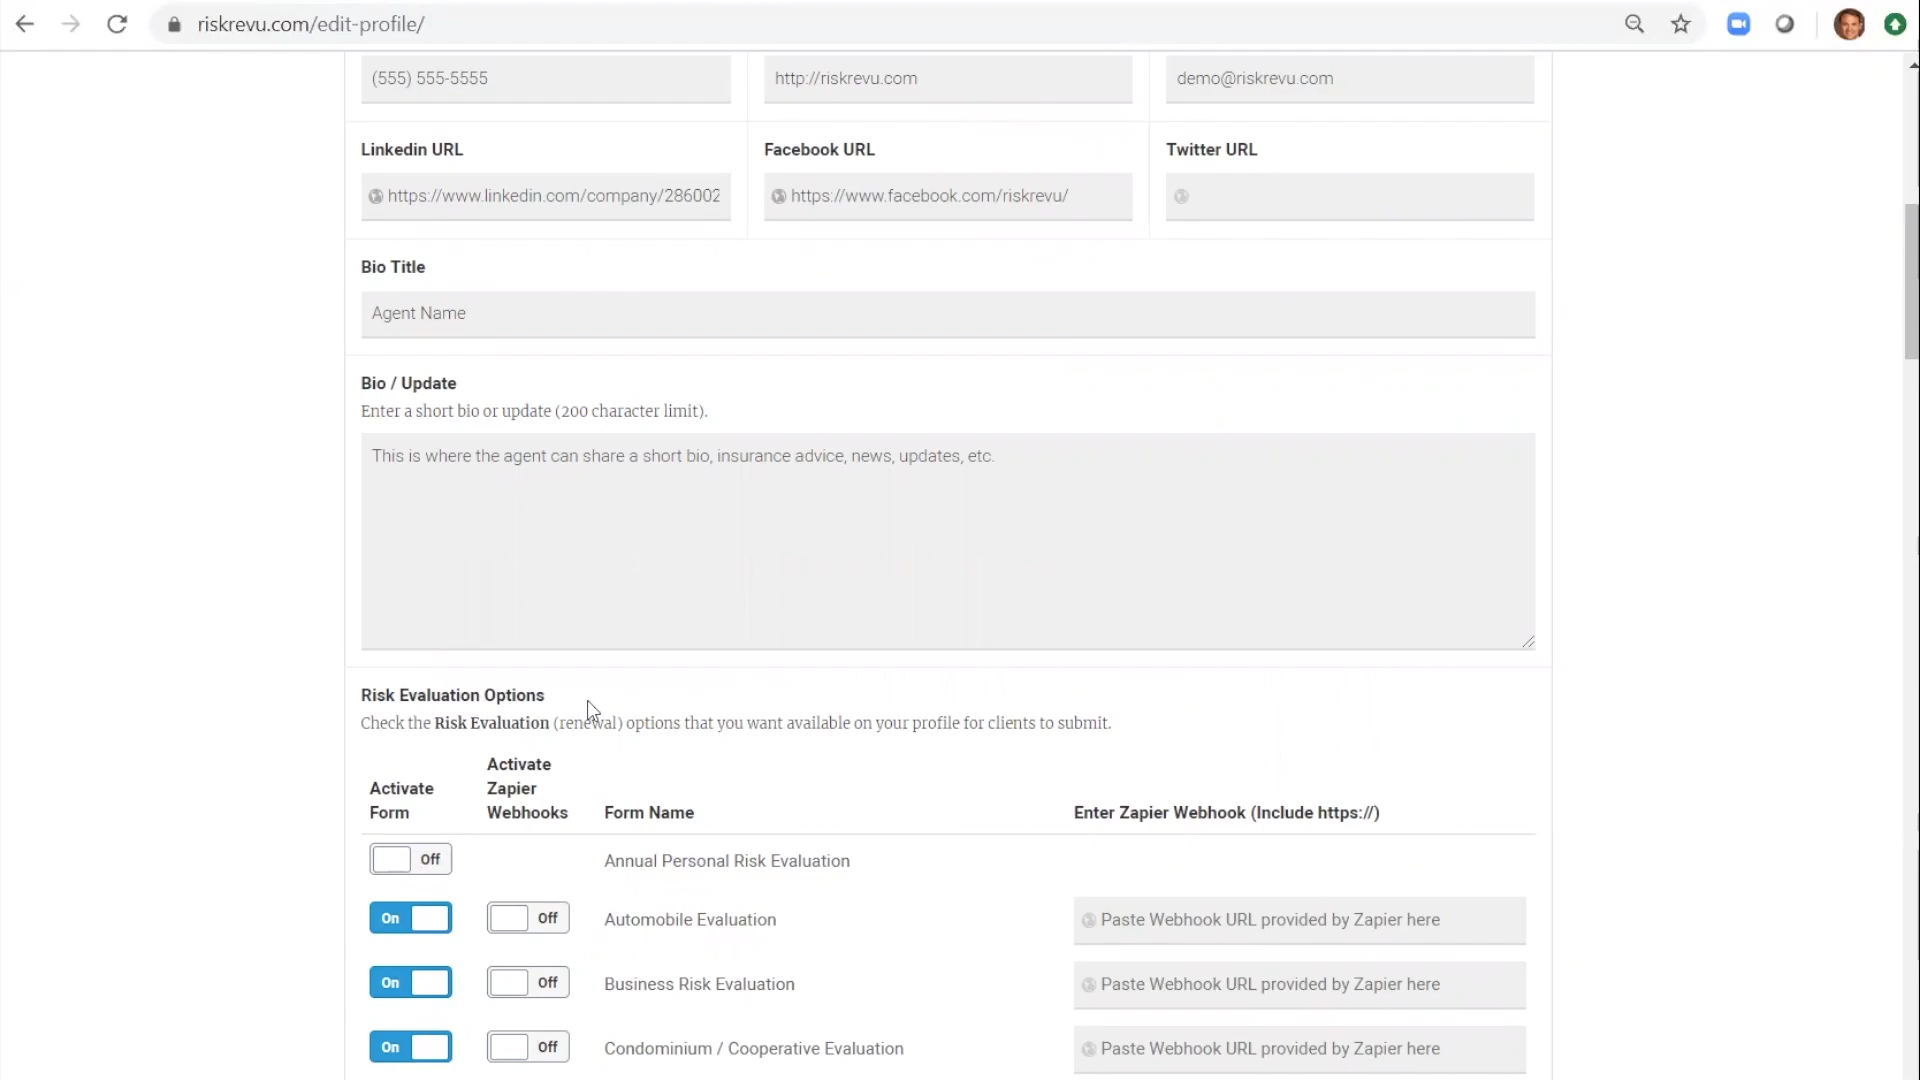 riskrevu.com/edit-profile/
(555) 555-5555
http://riskrevu.com
demo@riskrevu.com
Linkedin URL
Facebook URL
Twitter URL
https://www.linkedin.com/company/286002
https://www.facebook.com/riskrevu/
Bio Title
Agent Name
Bio / Update
Enter a short bio or update (200 character limit).
This is where the agent can share a short bio, insurance advice, news, updates, etc.
Risk Evaluation Options
Check the Risk Evaluation (renewal) options that you want available on your profile for clients to submit.
Activate Form
Activate Zapier Webhooks
Form Name
Enter Zapier Webhook (Include https://)
Off Annual Personal Risk Evaluation
On Off Automobile Evaluation Paste Webhook URL provided by Zapier here
On Off Business Risk Evaluation Paste Webhook URL provided by Zapier here
On Off Condominium / Cooperative Evaluation Paste Webhook URL provided by Zapier here